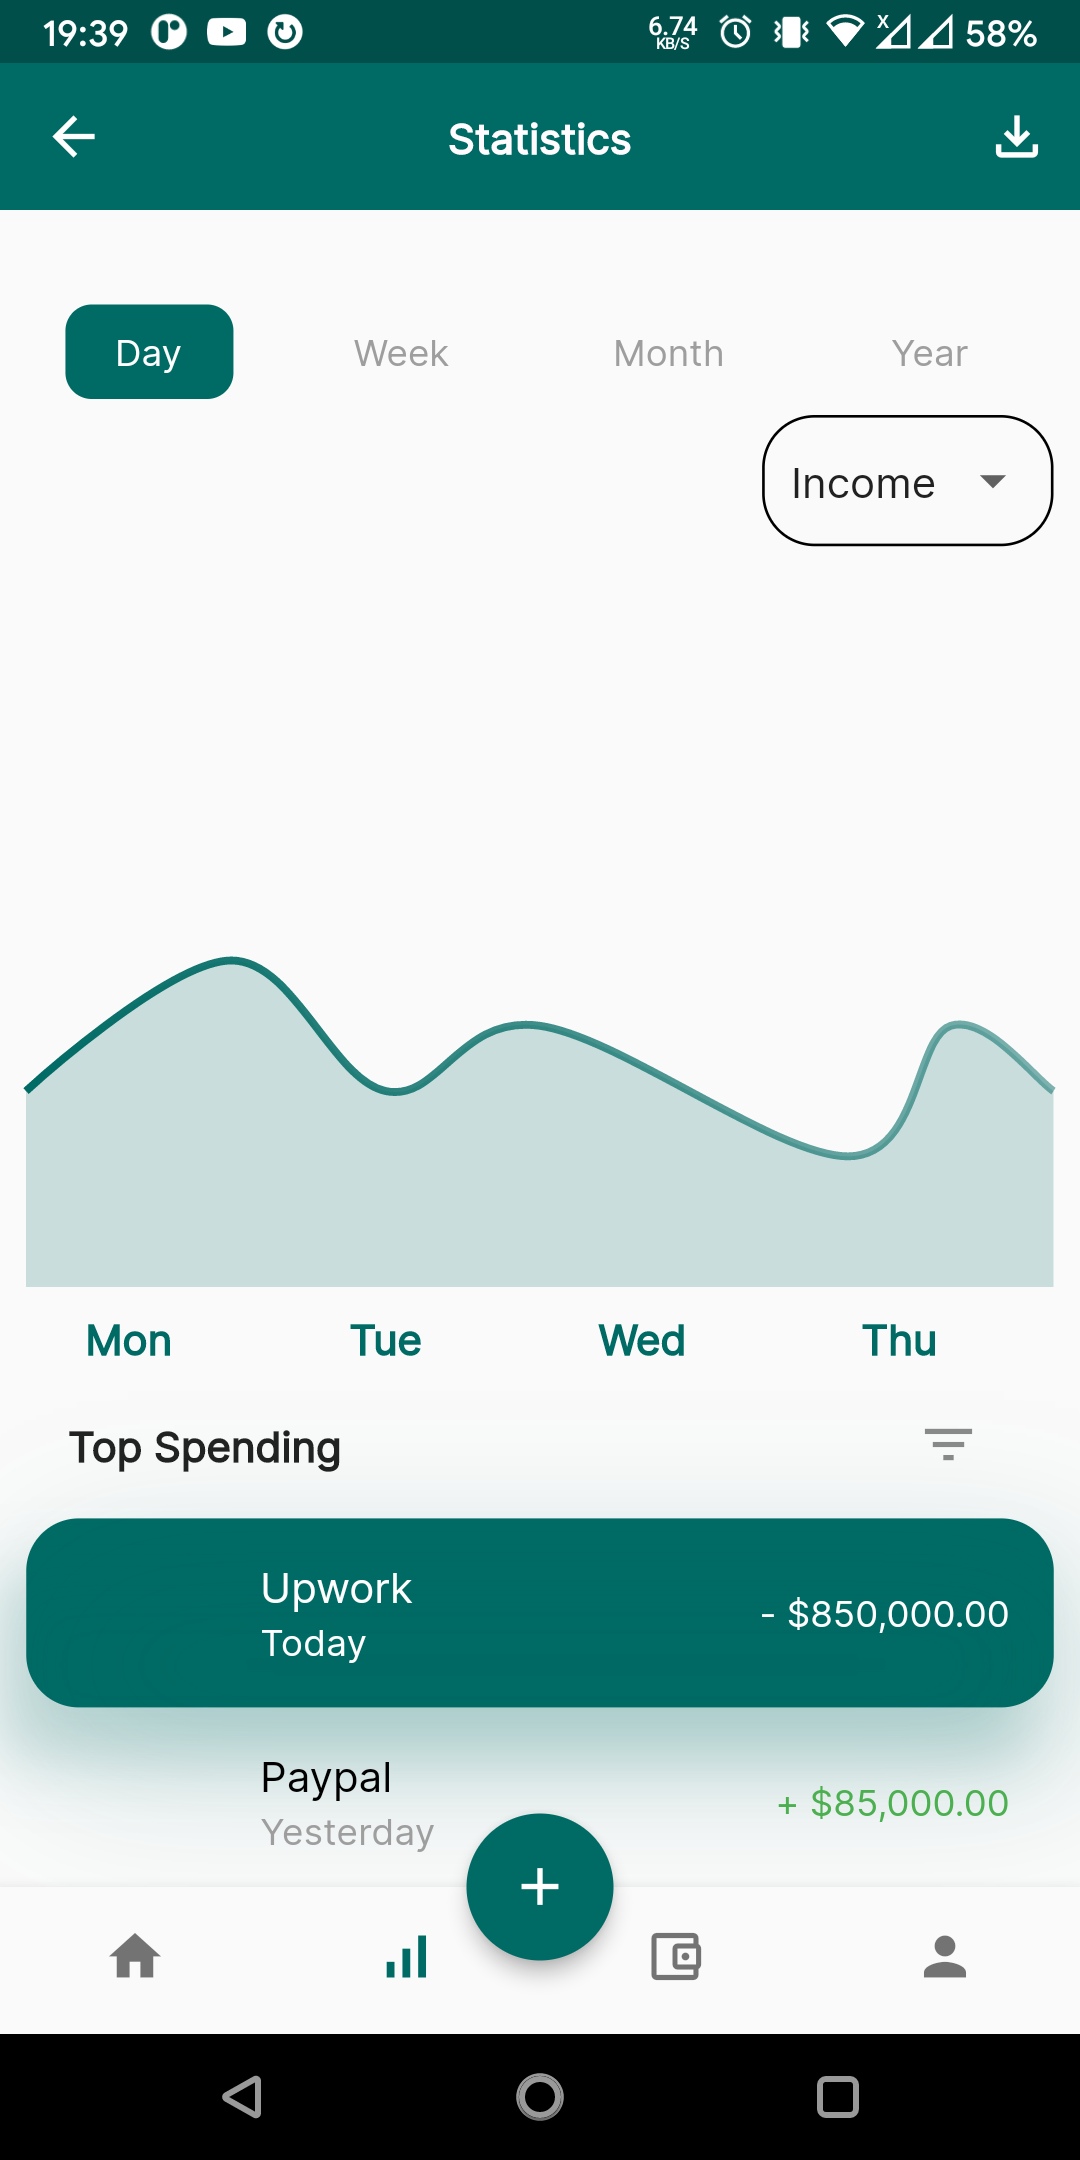 19:39
6.74
KB/S
X
58%
Statistics
Day
Week
Month
Year
Income
Mon
Tue
Wed
Thu
Top Spending
Upwork
- $850,000.00
Today
Paypal
+ $85,000.00
Yesterday